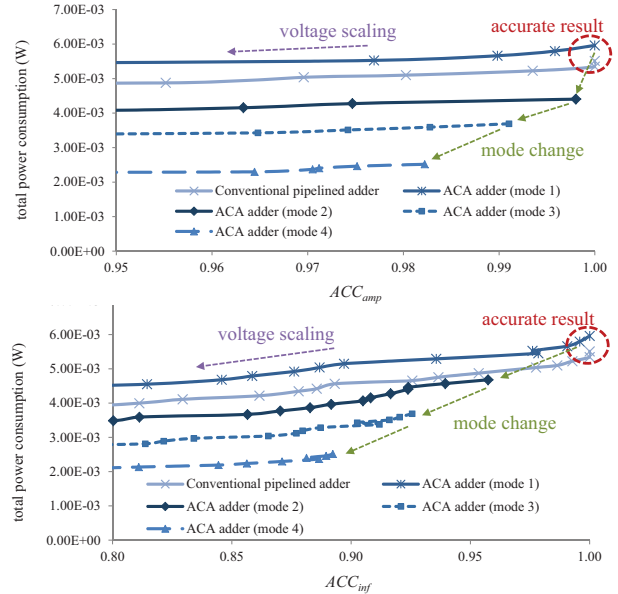 voltage scaling
accurate result
7.00E-03
6.00E-03
5.00E-03
4.00E-03
3.00E-03
2.00E-03
1.00E-03
0.00E+00
total power consumption (W)
mode change
Conventional pipelined adder
ACA adder (mode 1)
ACA adder (mode 2)
ACA adder (mode 3)
ACA adder (mode 4)
0.95
0.96
0.97
0.98
0.99
1.00
ACCamp
accurate result
voltage scaling
6.00E-03
5.00E-03
4.00E-03
3.00E-03
2.00E-03
1.00E-03
0.00E+00
total power consumption (W)
mode change
Conventional pipelined adder
ACA adder (mode 1)
ACA adder (mode 2)
ACA adder (mode 3)
ACA adder (mode 4)
0.80
0.85
0.90
0.95
1.00
ACCinf